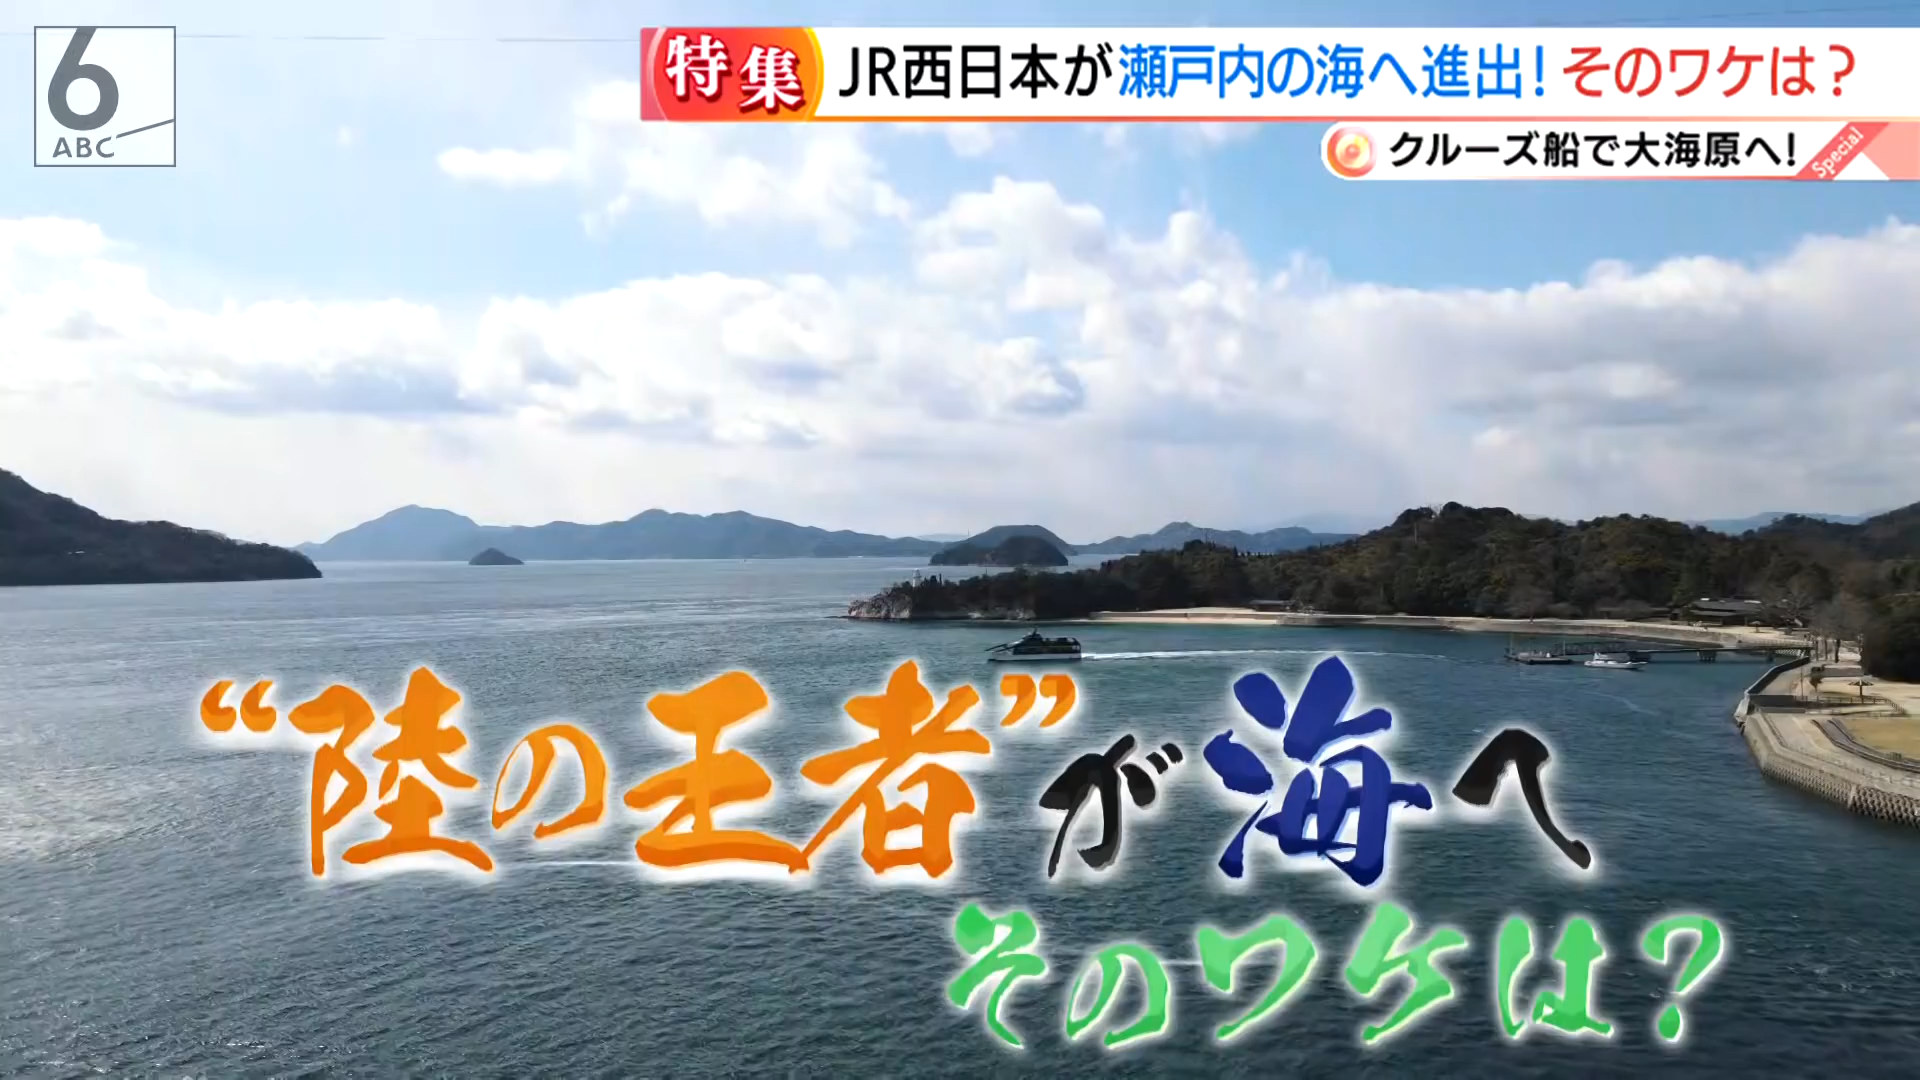 6
ABC
特集 JR西日本が瀬戸内の海へ進出！そのワケは？
クルーズ船で大海原へ！ Special
“陸の王者”が海へ
そのワケは？